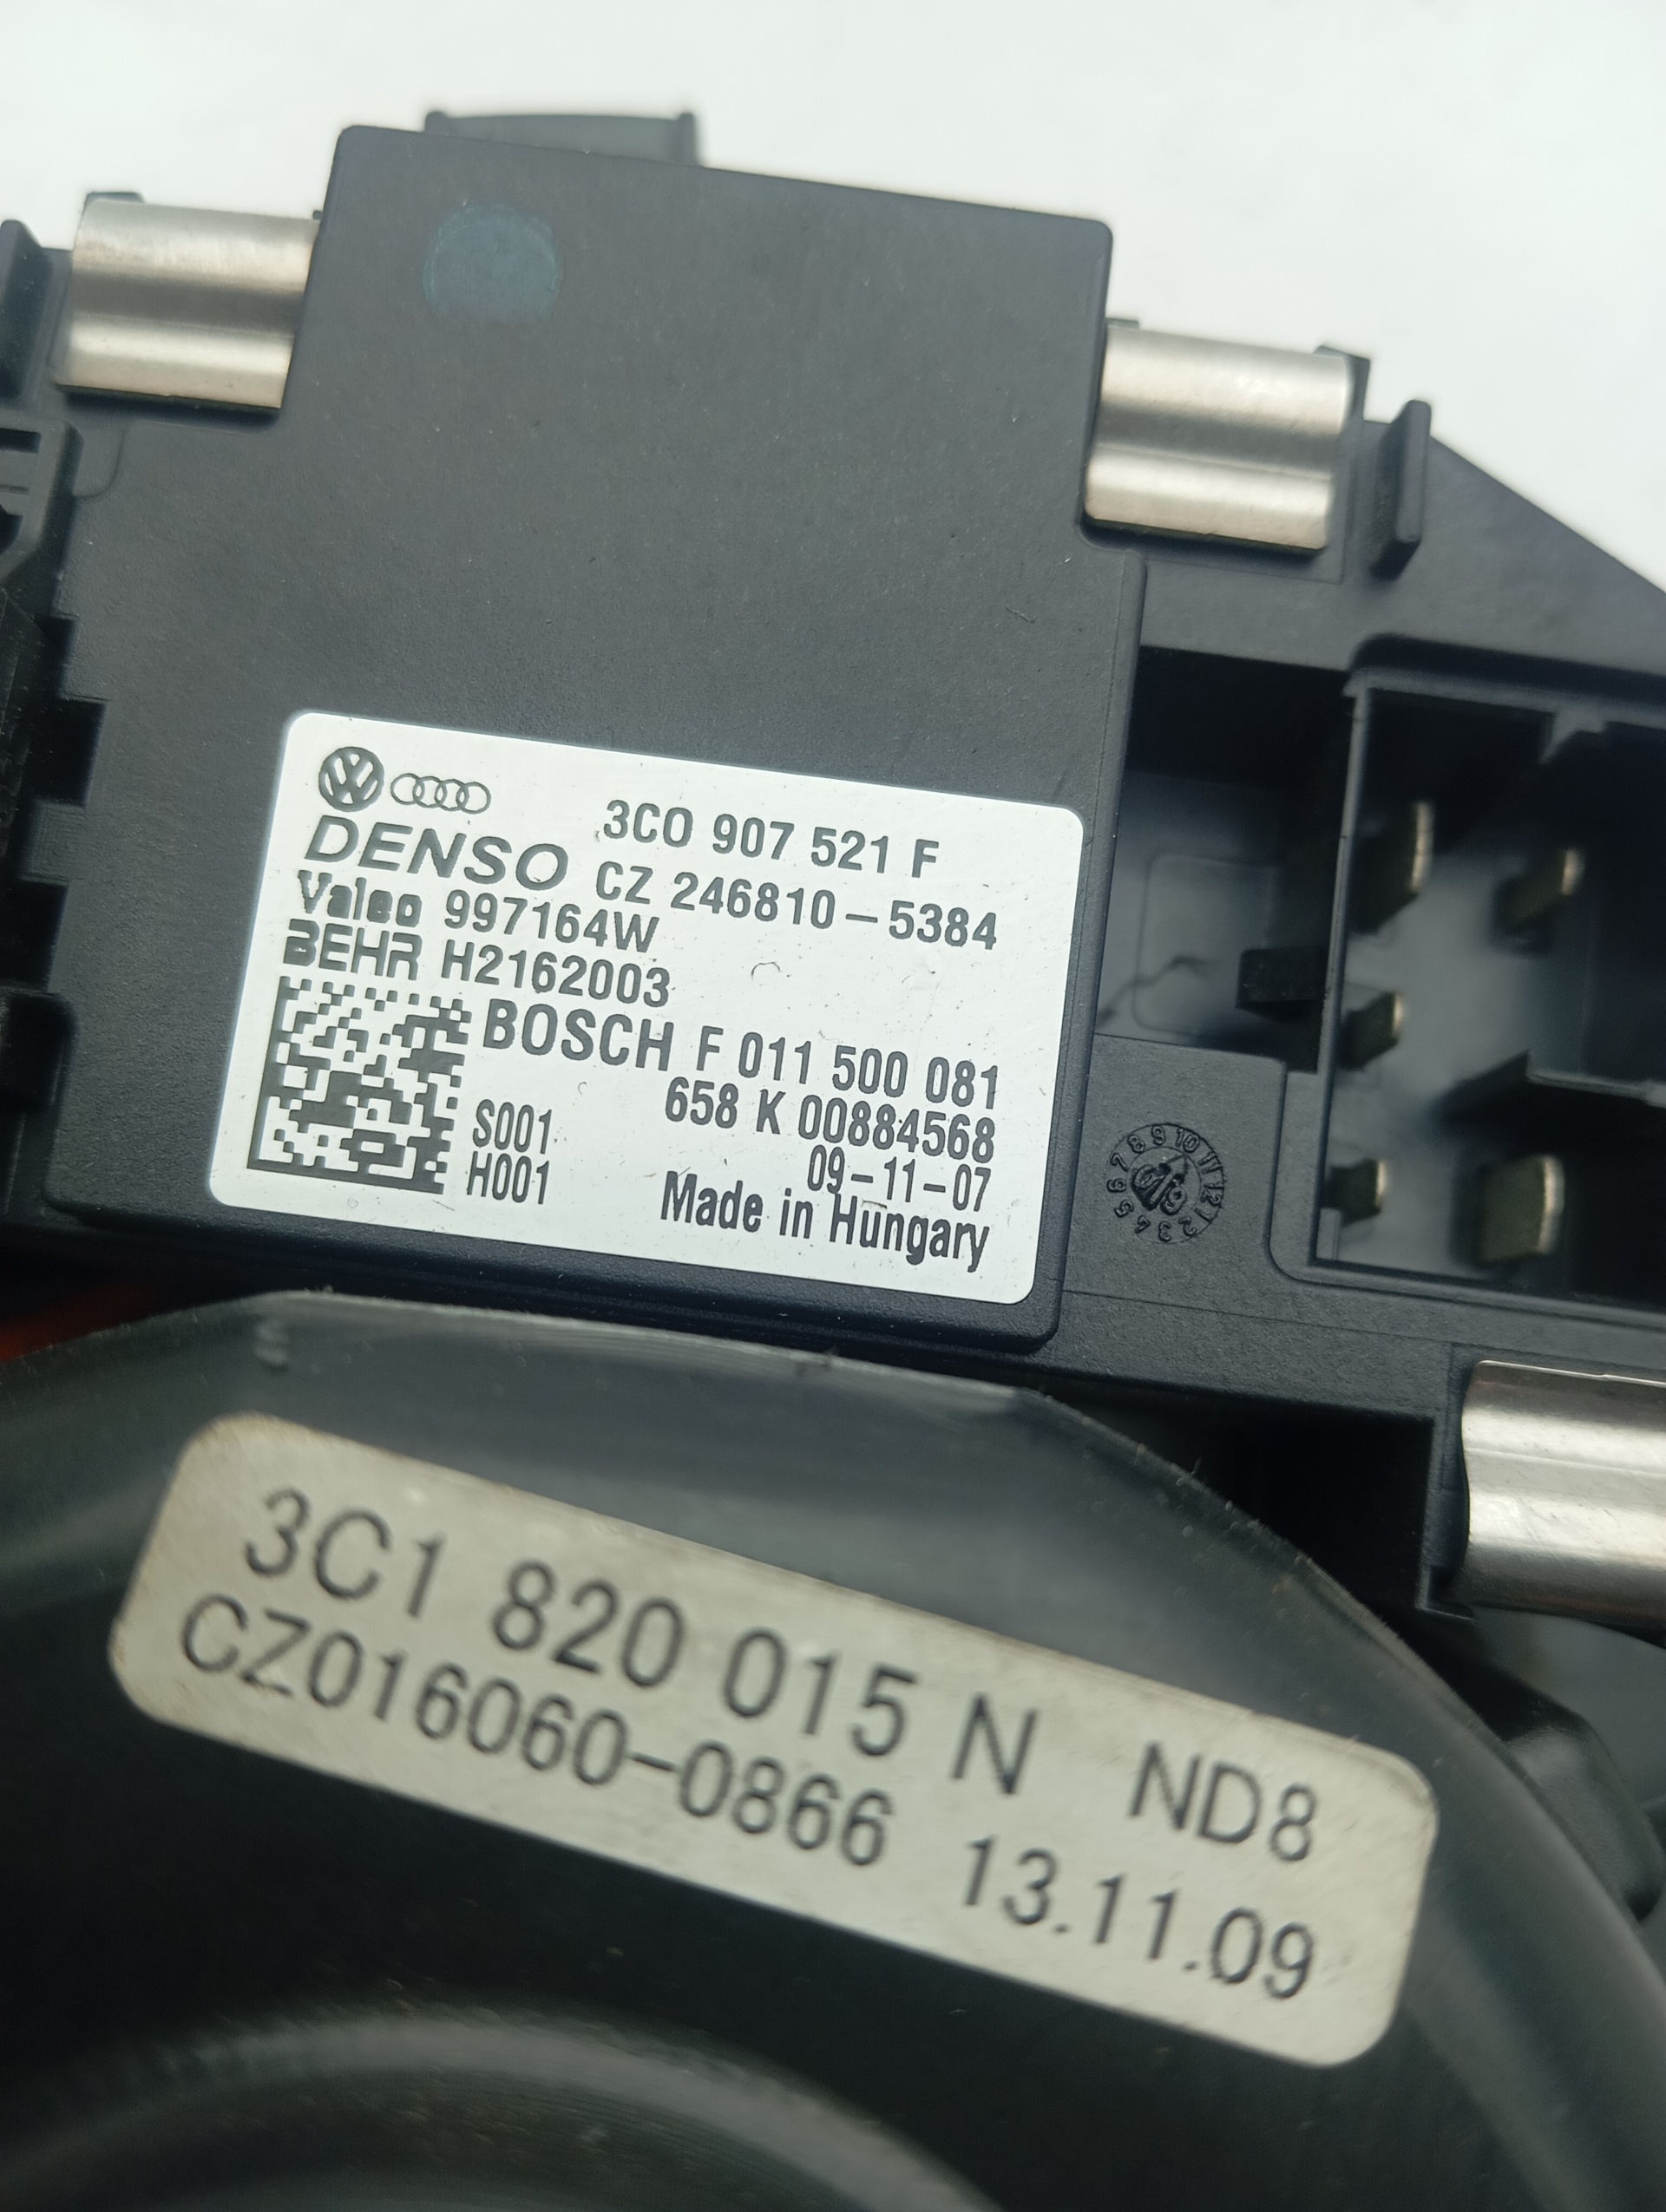 3C0 907 521 F
DENSO CZ 246810-5384
Valeo 997164W
BEHR H2162003
BOSCH F 011 500 081
658 K 00884568
S001
09-11-07
H001
Made in Hungary
3C1 820 015 N ND8
CZ016060-0866 13.11.09